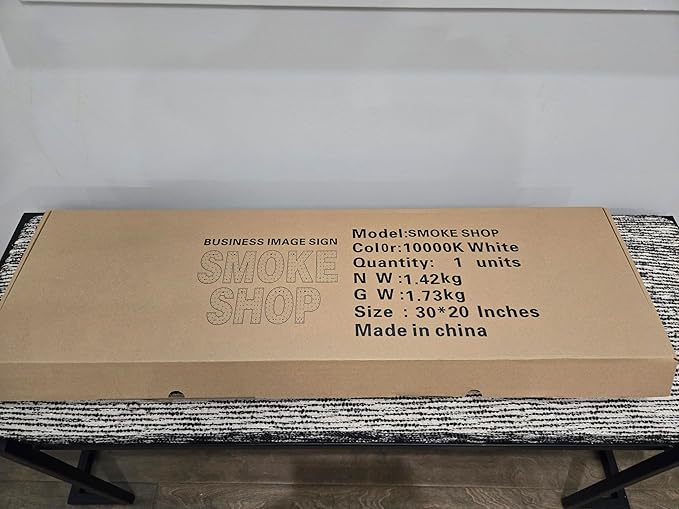 BUSINESS IMAGE SIGN
SMOKE
SHOP
Model:SMOKE SHOP
Col0r:10000K White
Quantity: 1 units
N W :1.42kg
G W :1.73kg
Size : 30*20 Inches
Made in china